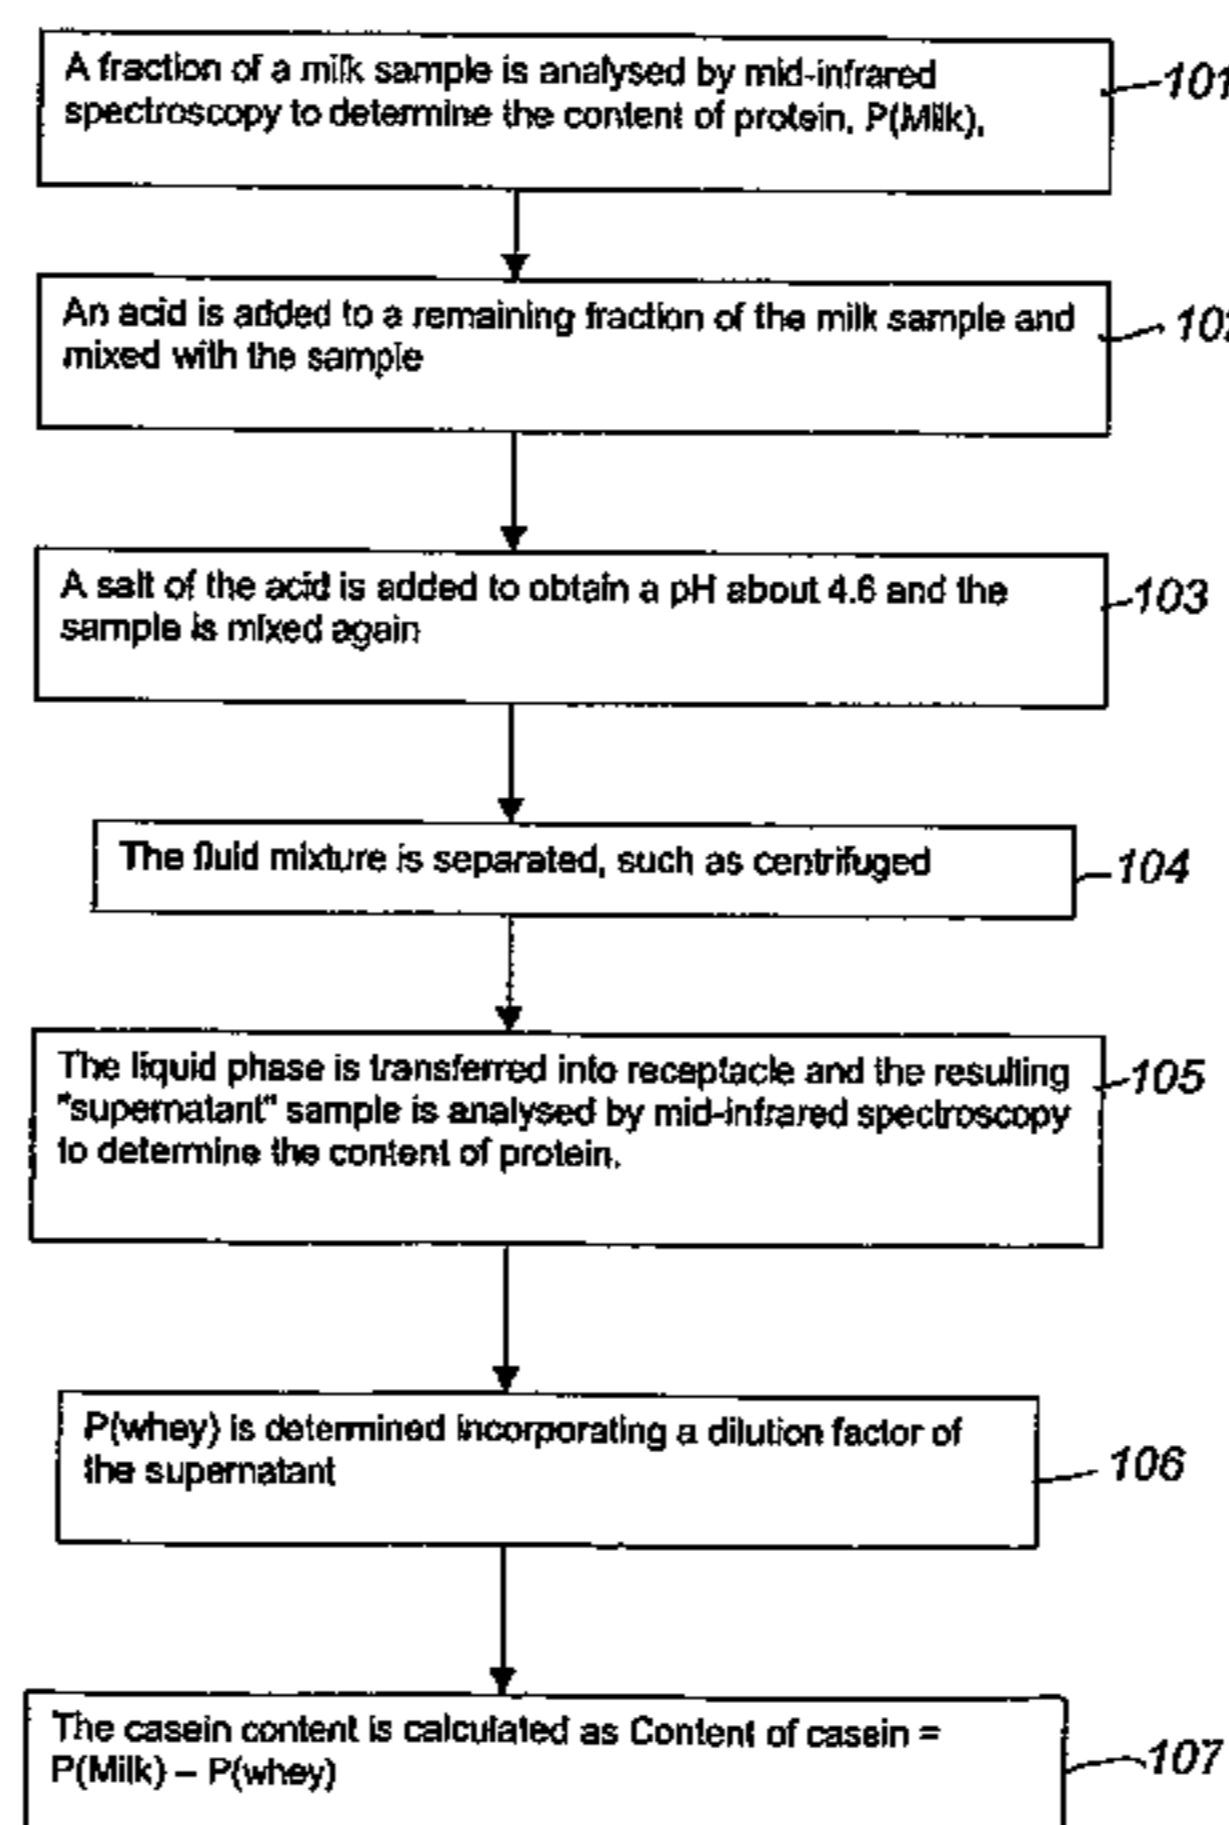 A fraction of a milk sample is analysed by mid-infrared
spectroscopy to determine the content of protein, P(Milk),
101
An acid is added to a remaining fraction of the milk sample and
mixed with the sample
102
A salt of the acid is added to obtain a pH about 4.6 and the
sample is mixed again
103
The fluid mixture is separated, such as centrifuged
104
The liquid phase is transferred into receptacle and the resulting
"supernatant" sample is analysed by mid-infrared spectroscopy
to determine the content of protein.
105
P(whey) is determined incorporating a dilution factor of
the supernatant
106
The casein content is calculated as Content of casein =
P(Milk) – P(whey)
107